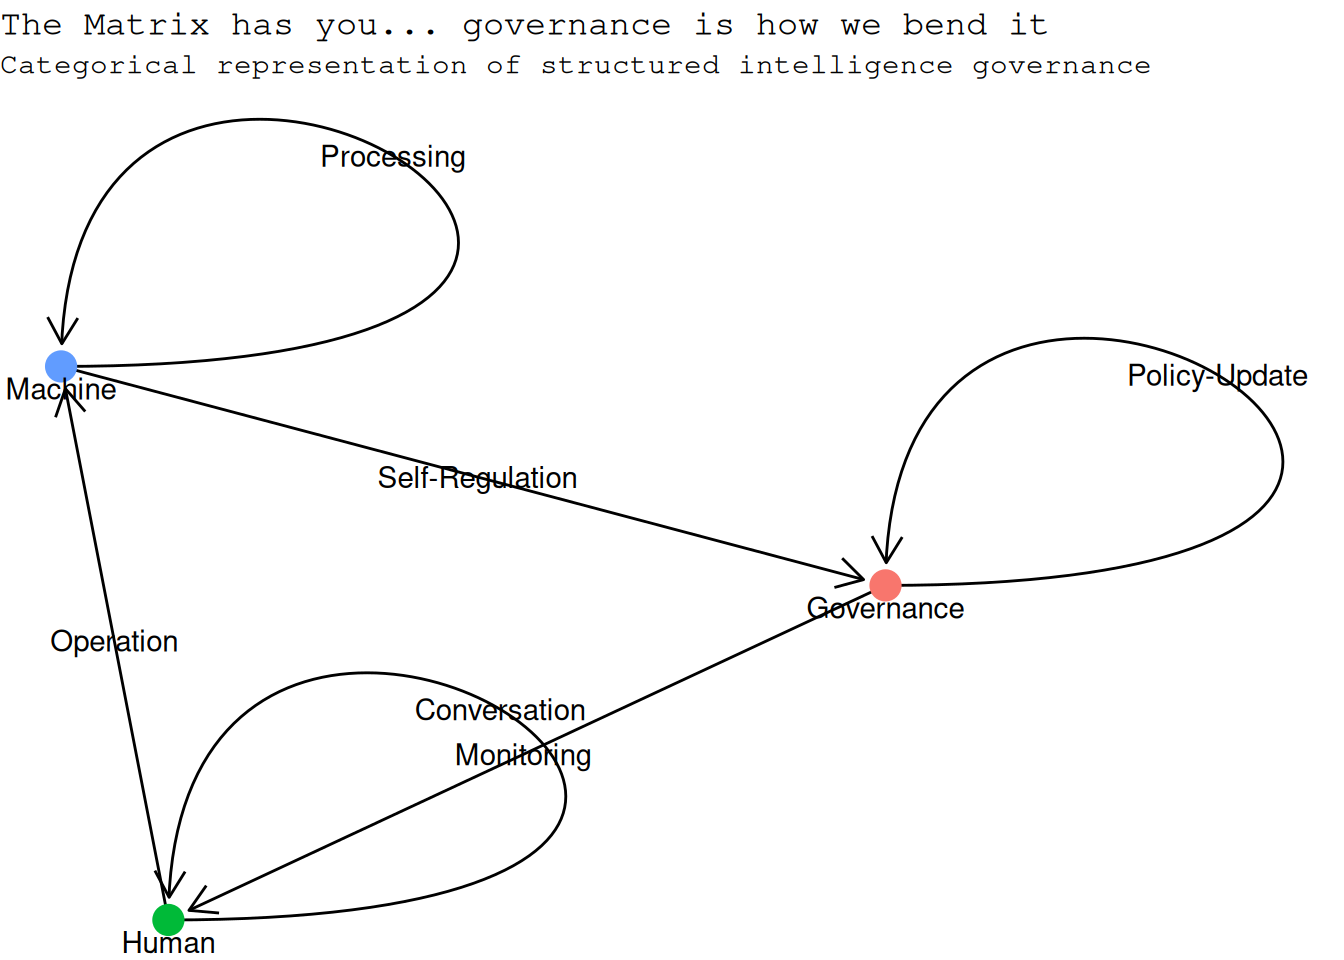 The Matrix has you... governance is how we bend it
Categorical representation of structured intelligence governance
Processing
Machine
Policy-Update
Self-Regulation
Governance
Operation
Conversation
Monitoring
Human